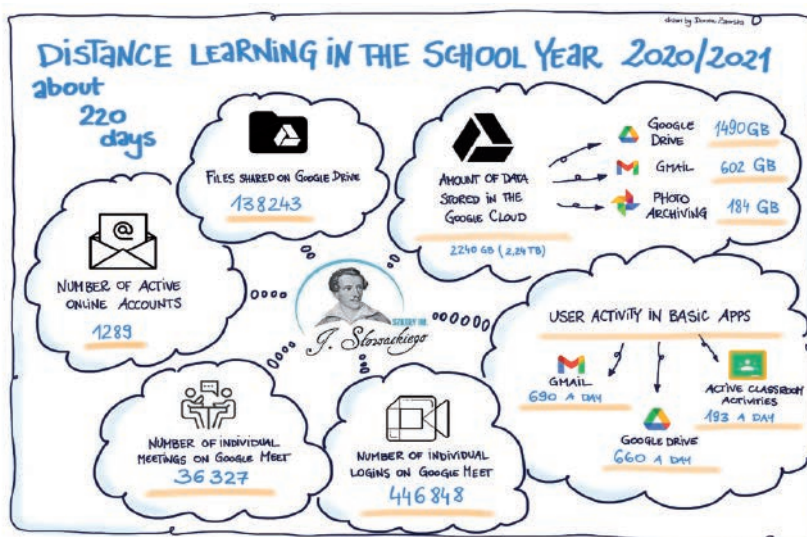 drawn by Dorota
DISTANCE LEARNING IN THE SCHOOL YEAR 2020/2021
about
220
days
FILES SHARED ON GOOGLE DRIVE
138243
AMOUNT OF DATA
STORED IN THE
GOOGLE CLOUD
2240 GB (2,24 TB)
GOOGLE
DRIVE
1490 GB
GMAIL
602 GB
PHOTO
ARCHIVING
184 GB
@
NUMBER OF ACTIVE
ONLINE ACCOUNTS
1289
SZKOŁY IM.
J. Słowackiego
USER ACTIVITY IN BASIC APPS
GMAIL
690 A DAY
GOOGLE DRIVE
660 A DAY
ACTIVE CLASSROOM
ACTIVITIES
193 A DAY
NUMBER OF INDIVIDUAL
MEETINGS ON GOOGLE MEET
36 327
NUMBER OF INDIVIDUAL
LOGINS ON GOOGLE MEET
446 848